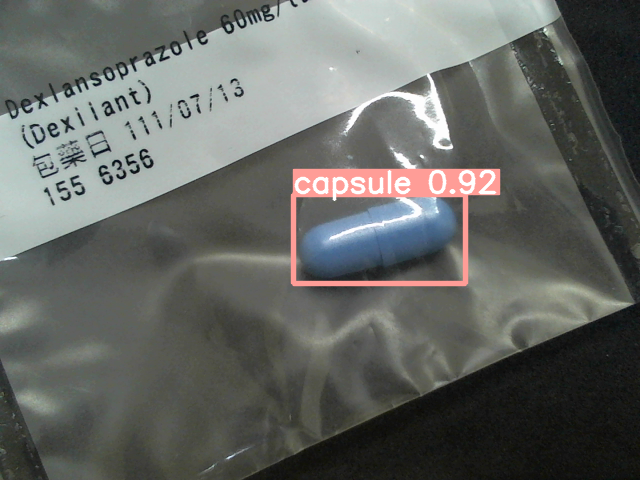 Dexlansoprazole 60mg/
(Dexilant)
包藥日 111/07/13
155 6356
capsule 0.92